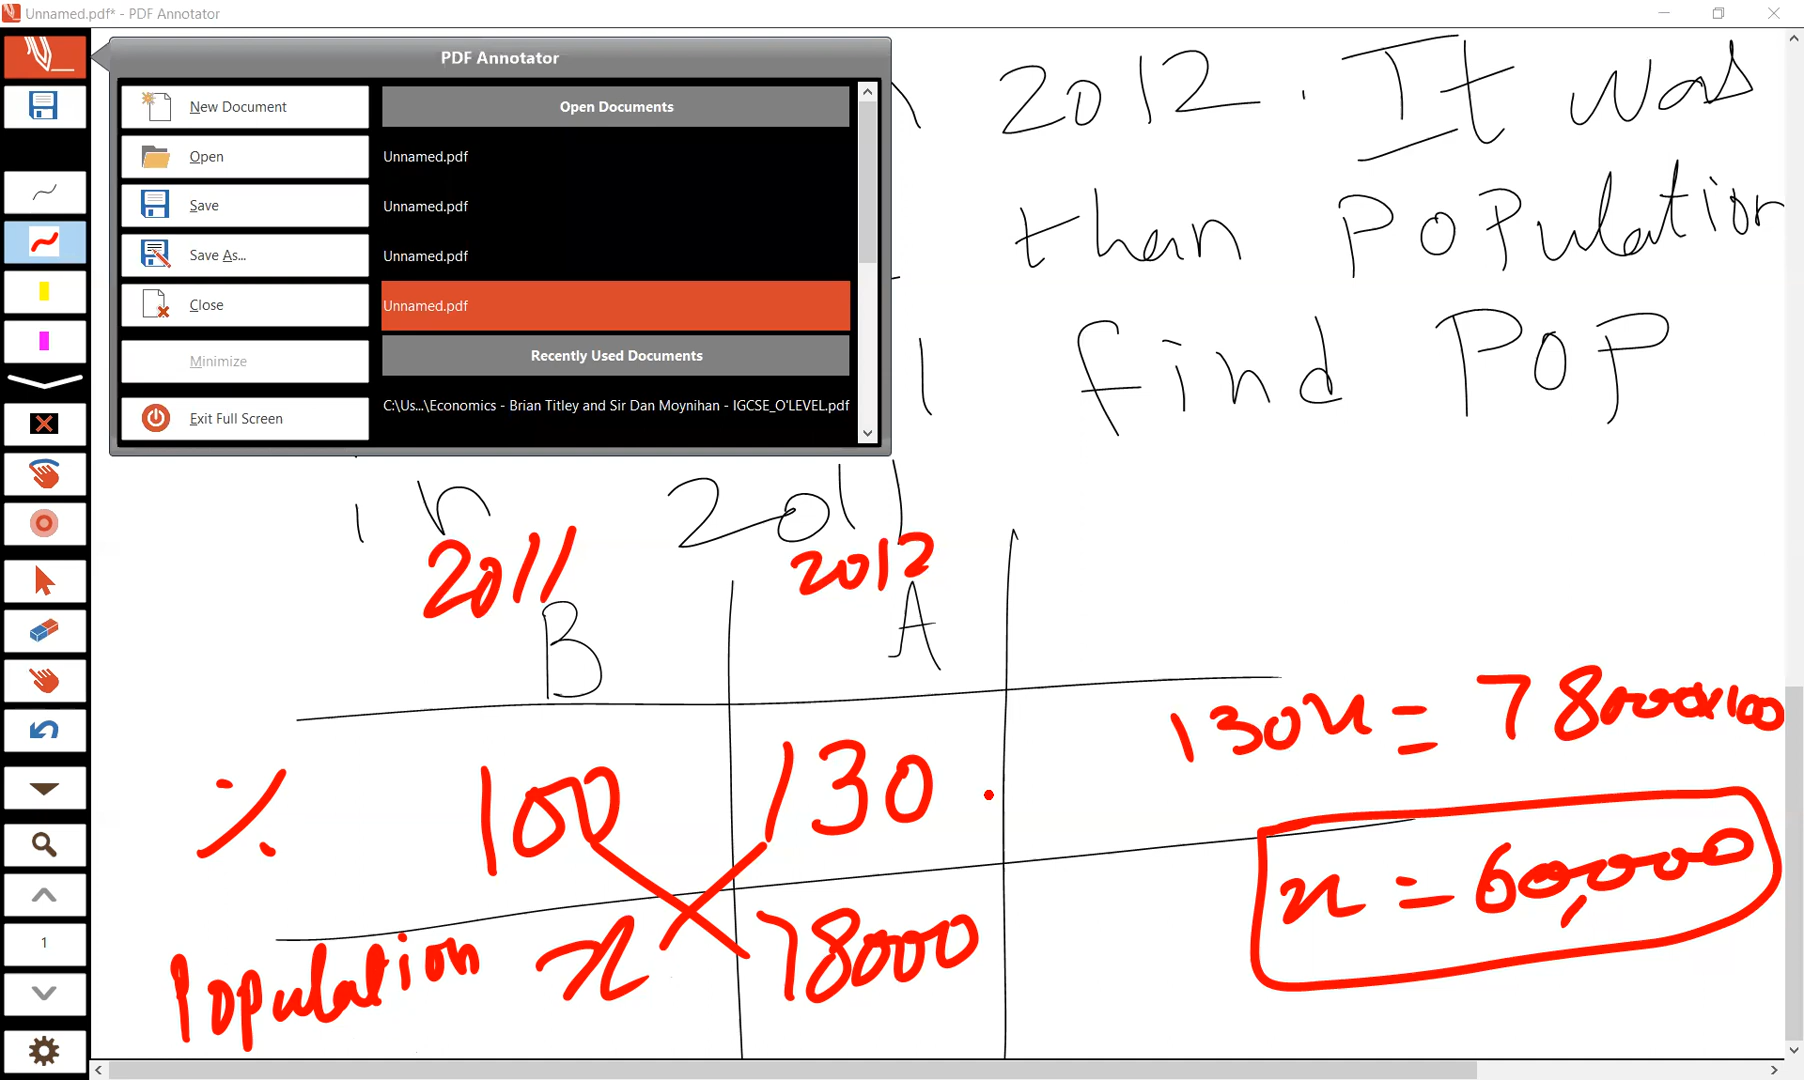 Unnamed.pdf* - PDF Annotator
PDF Annotator
New Document
Open
Save
Save As...
Close
Minimize
Exit Full Screen
Open Documents
Unnamed.pdf
Unnamed.pdf
Unnamed.pdf
Unnamed.pdf
Recently Used Documents
C:\Us...\Economics - Brian Titley and Sir Dan Moynihan - IGCSE_O'LEVEL.pdf
1
2012. It was
than population
find pop
in 2011
2011 2012
B A
% 100 130
130x = 78000x100
Population x 78000
x = 60,000